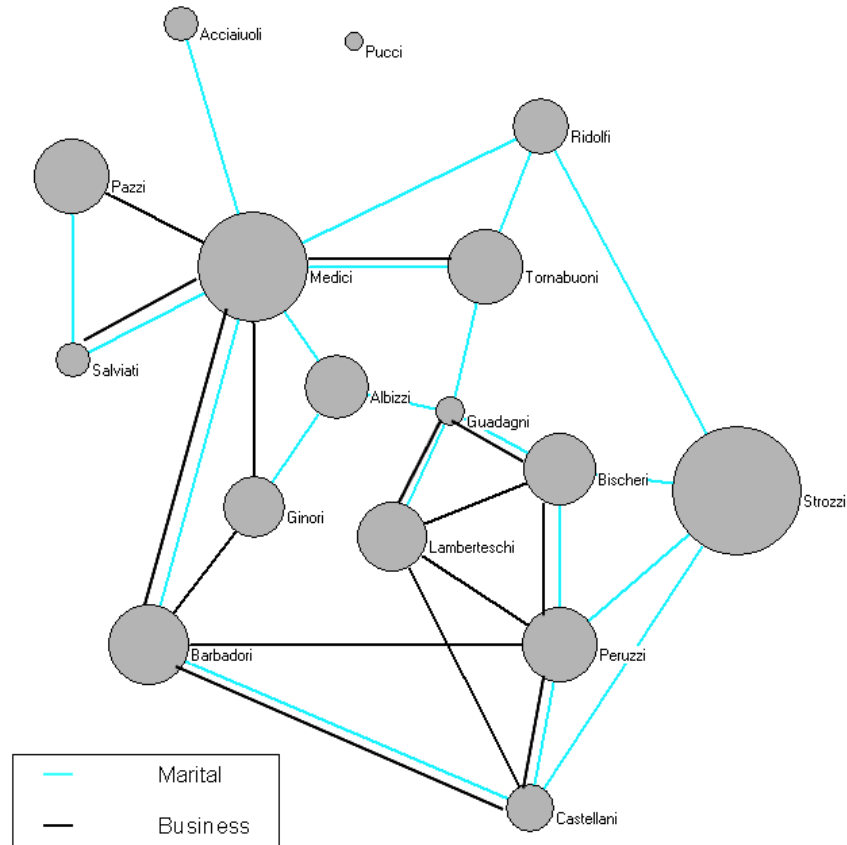 Acciaiuoli
Pucci
Ridolfi
Pazzi
Medici
Tornabuoni
Salviati
Albizzi
Guadagni
Bischeri
Strozzi
Ginori
Lamberteschi
Barbadori
Peruzzi
Marital
Castellani
Business